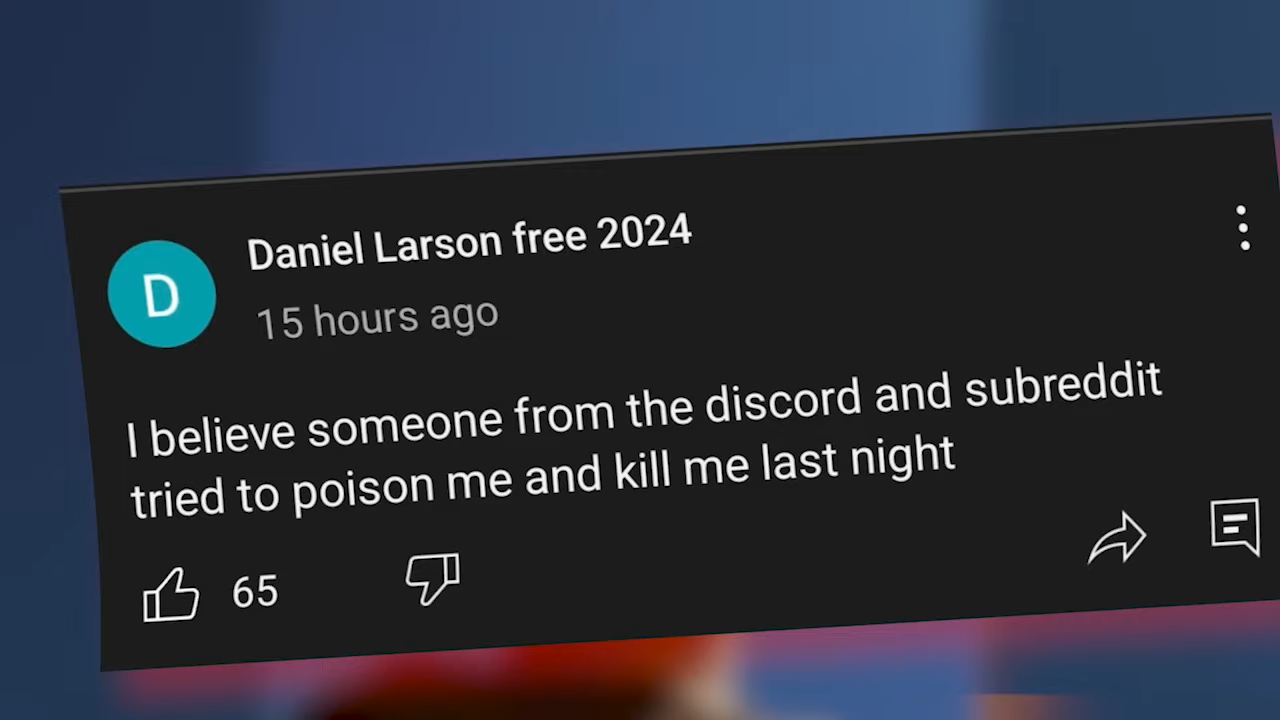 D
Daniel Larson free 2024
15 hours ago
I believe someone from the discord and subreddit
tried to poison me and kill me last night
65